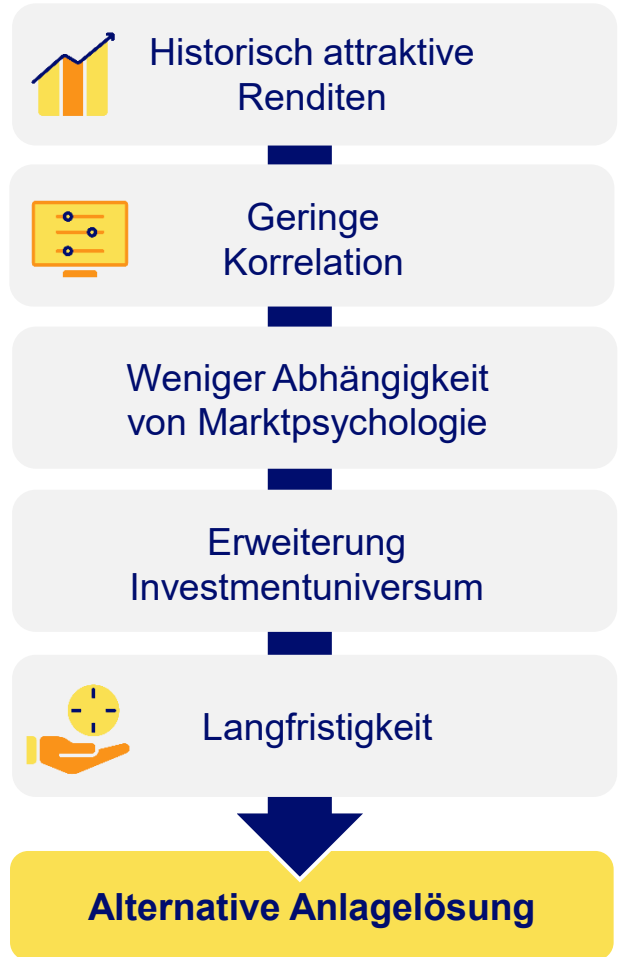 Historisch attraktive
Renditen
Geringe
Korrelation
Weniger Abhängigkeit
von Marktpsychologie
Erweiterung
Investmentuniversum
Langfristigkeit
Alternative Anlagelösung